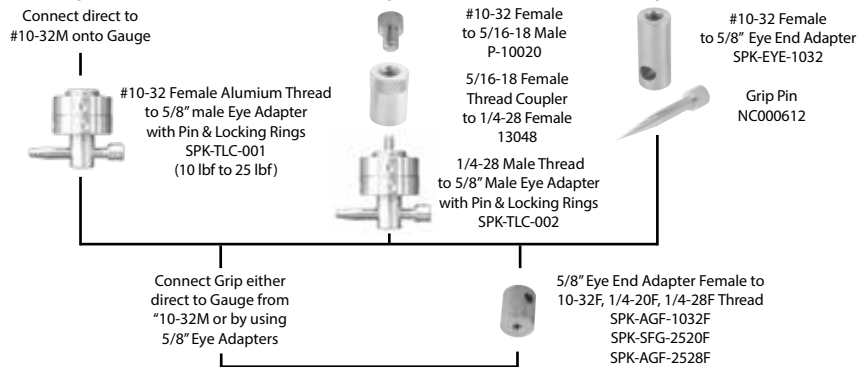 Connect direct to
#10-32M onto Gauge
#10-32 Female Alumium Thread
to 5/8" male Eye Adapter
with Pin & Locking Rings
SPK-TLC-001
(10 lbf to 25 lbf)
#10-32 Female
to 5/16-18 Male
P-10020
5/16-18 Female
Thread Coupler
to 1/4-28 Female
13048
1/4-28 Male Thread
to 5/8" Male Eye Adapter
with Pin & Locking Rings
SPK-TLC-002
#10-32 Female
to 5/8" Eye End Adapter
SPK-EYE-1032
Grip Pin
NC000612
Connect Grip either
direct to Gauge from
"10-32M or by using
5/8" Eye Adapters
5/8" Eye End Adapter Female to
10-32F, 1/4-20F, 1/4-28F Thread
SPK-AGF-1032F
SPK-SFG-2520F
SPK-AGF-2528F